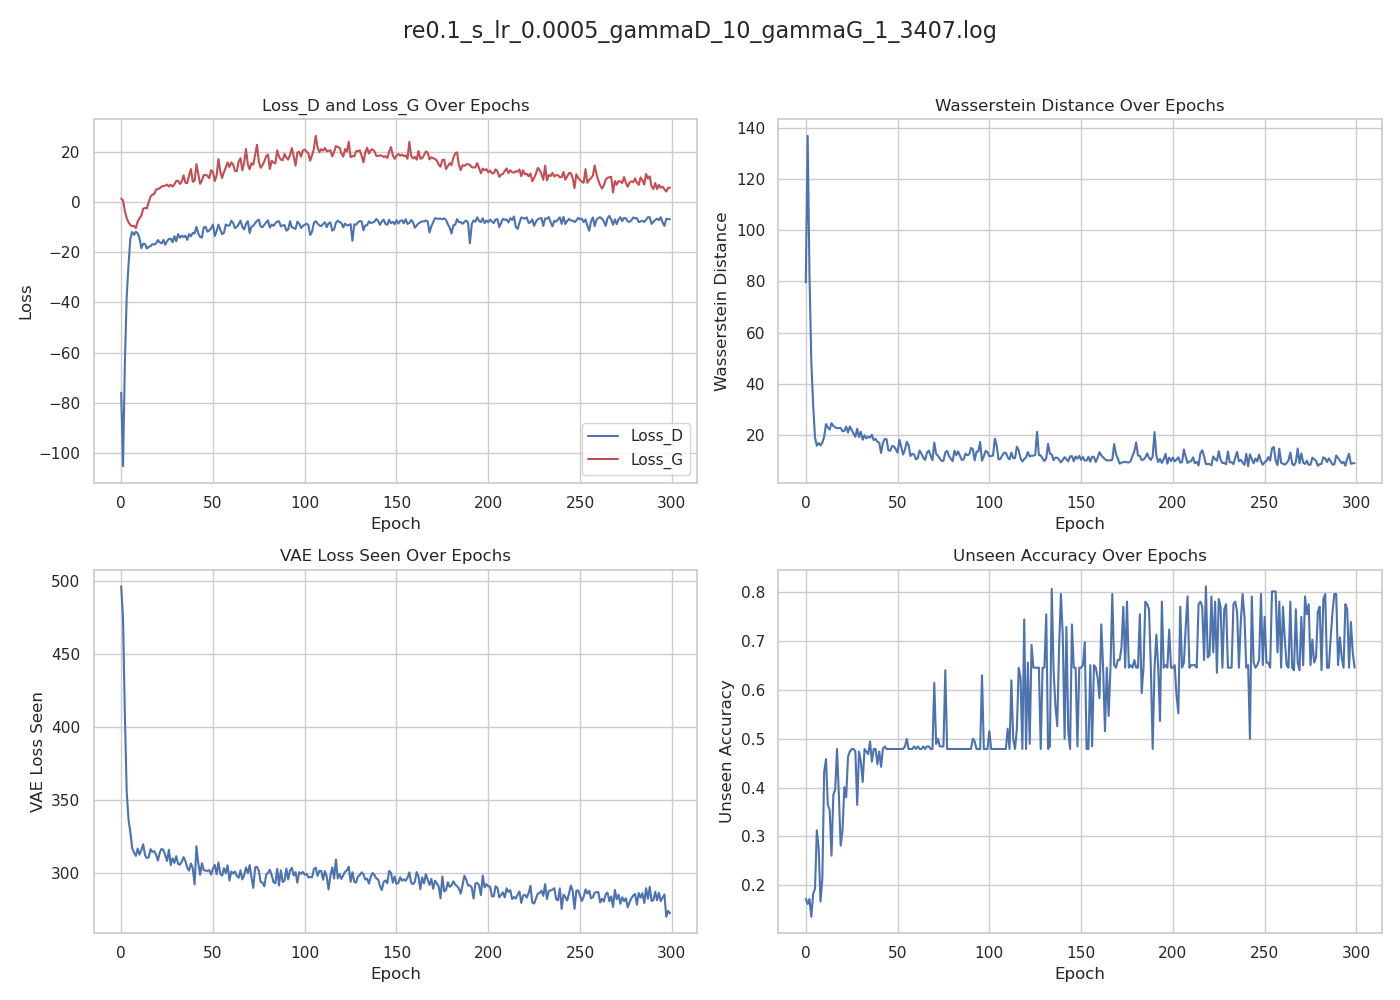 re0.1_s_lr_0.0005_gammaD_10_gammaG_1_3407.log
Loss_D and Loss_G Over Epochs
20
0
−20
−40
−60
−80
−100
Loss
Loss_D
Loss_G
0 50 100 150 200 250 300
Epoch
Wasserstein Distance Over Epochs
140
120
100
80
60
40
20
Wasserstein Distance
0 50 100 150 200 250 300
Epoch
VAE Loss Seen Over Epochs
500
450
400
350
300
VAE Loss Seen
0 50 100 150 200 250 300
Epoch
Unseen Accuracy Over Epochs
0.8
0.7
0.6
0.5
0.4
0.3
0.2
Unseen Accuracy
0 50 100 150 200 250 300
Epoch